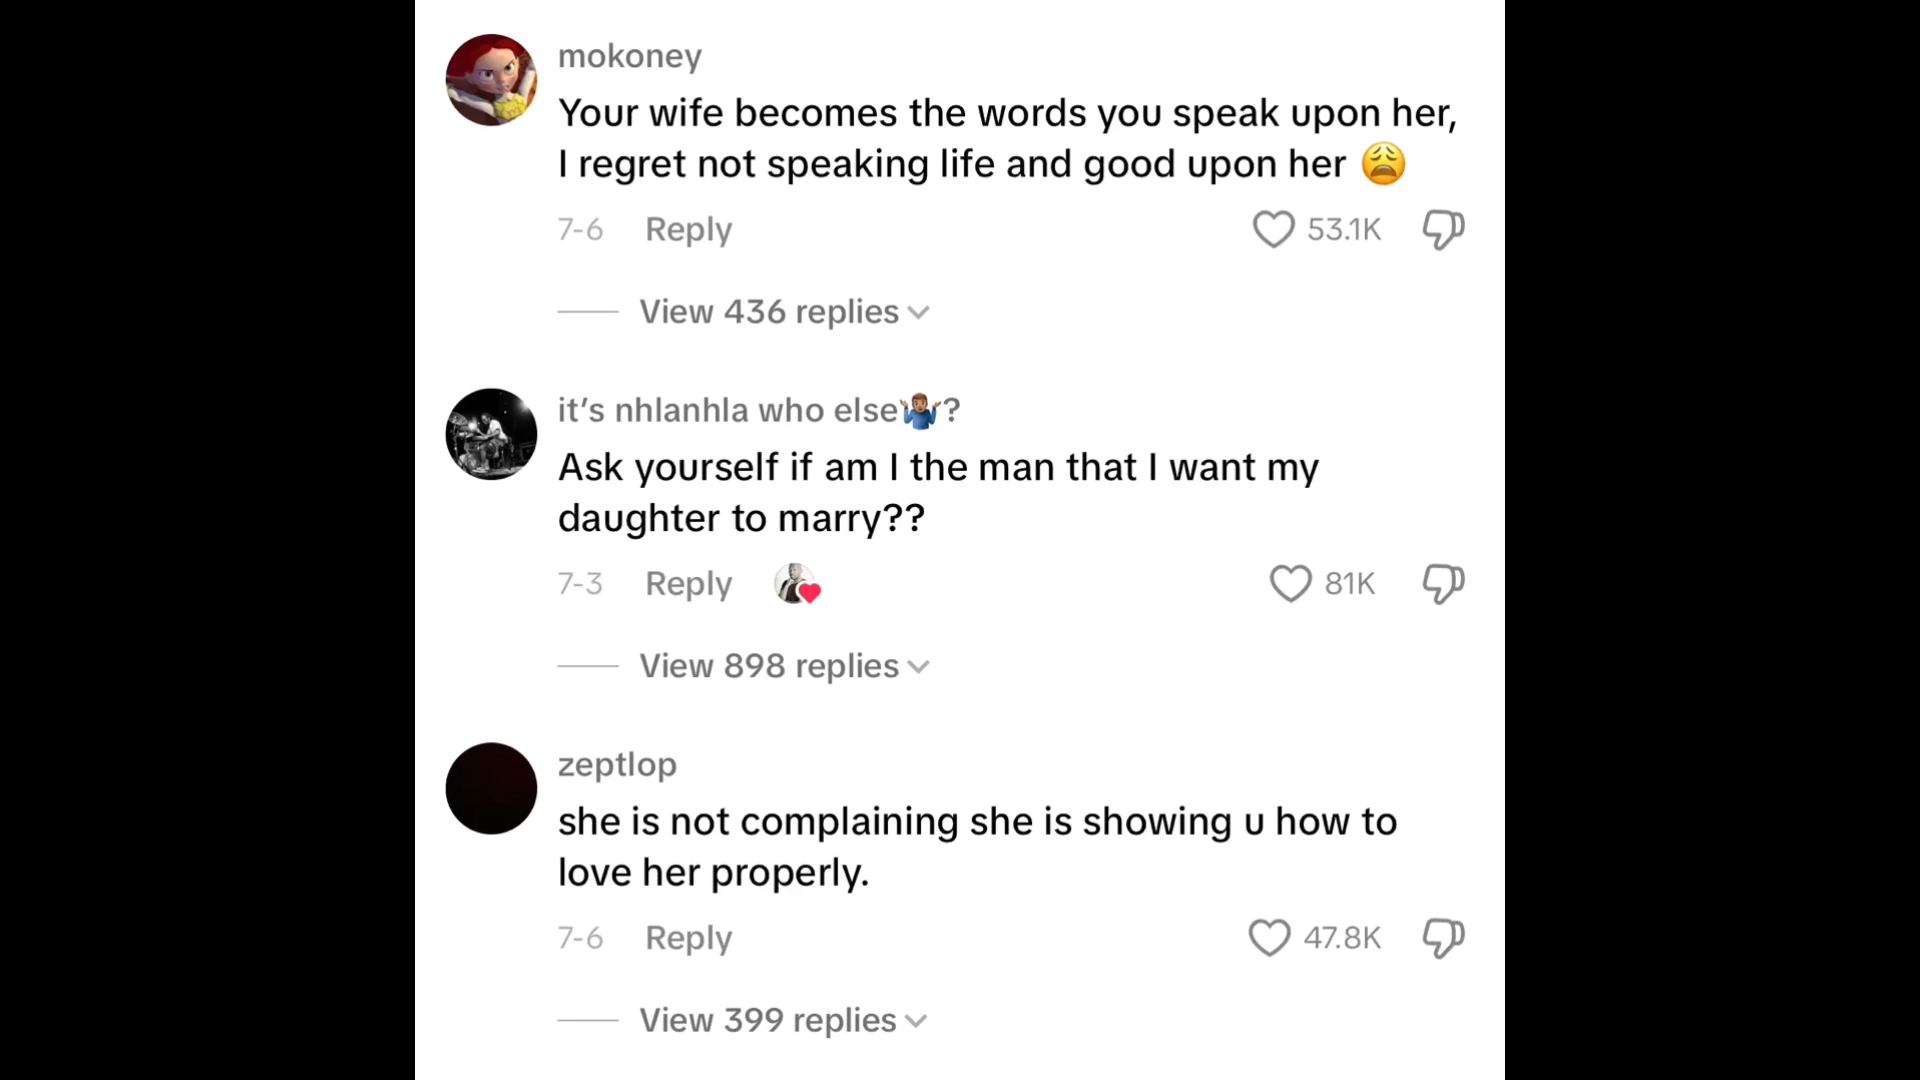 mokoney
Your wife becomes the words you speak upon her,
I regret not speaking life and good upon her 😩
7-6 Reply 53.1K
View 436 replies
it’s nhlanhla who else🤷🏽‍♂️?
Ask yourself if am I the man that I want my
daughter to marry??
7-3 Reply 81K
View 898 replies
zeptlop
she is not complaining she is showing u how to
love her properly.
7-6 Reply 47.8K
View 399 replies